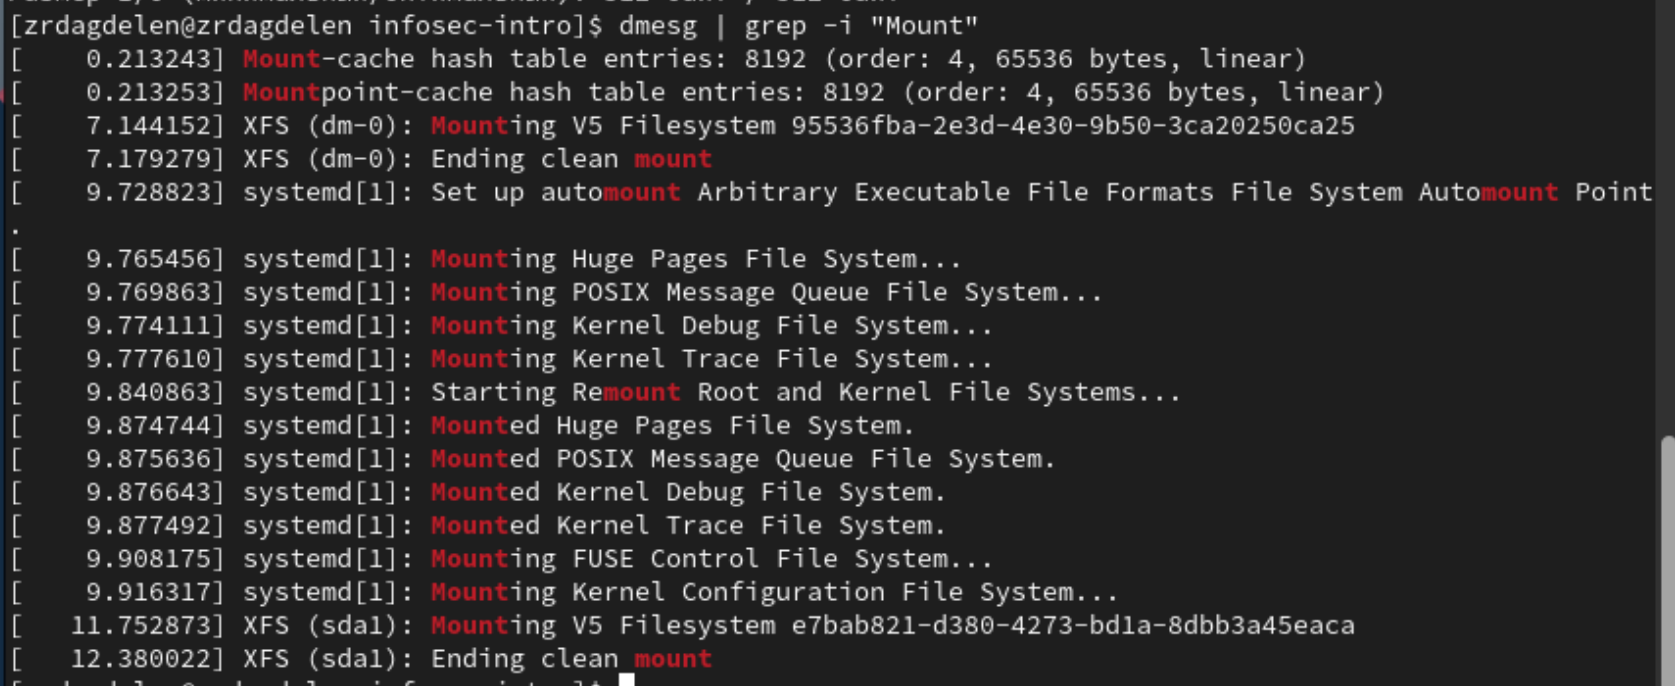 [zrdagdelen@zrdagdelen infosec-intro]$ dmesg | grep -i "Mount"
[    0.213243] Mount-cache hash table entries: 8192 (order: 4, 65536 bytes, linear)
[    0.213253] Mountpoint-cache hash table entries: 8192 (order: 4, 65536 bytes, linear)
[    7.144152] XFS (dm-0): Mounting V5 Filesystem 95536fba-2e3d-4e30-9b50-3ca20250ca25
[    7.179279] XFS (dm-0): Ending clean mount
[    9.728823] systemd[1]: Set up automount Arbitrary Executable File Formats File System Automount Point
.
[    9.765456] systemd[1]: Mounting Huge Pages File System...
[    9.769863] systemd[1]: Mounting POSIX Message Queue File System...
[    9.774111] systemd[1]: Mounting Kernel Debug File System...
[    9.777610] systemd[1]: Mounting Kernel Trace File System...
[    9.840863] systemd[1]: Starting Remount Root and Kernel File Systems...
[    9.874744] systemd[1]: Mounted Huge Pages File System.
[    9.875636] systemd[1]: Mounted POSIX Message Queue File System.
[    9.876643] systemd[1]: Mounted Kernel Debug File System.
[    9.877492] systemd[1]: Mounted Kernel Trace File System.
[    9.908175] systemd[1]: Mounting FUSE Control File System...
[    9.916317] systemd[1]: Mounting Kernel Configuration File System...
[   11.752873] XFS (sda1): Mounting V5 Filesystem e7bab821-d380-4273-bd1a-8dbb3a45eaca
[   12.380022] XFS (sda1): Ending clean mount